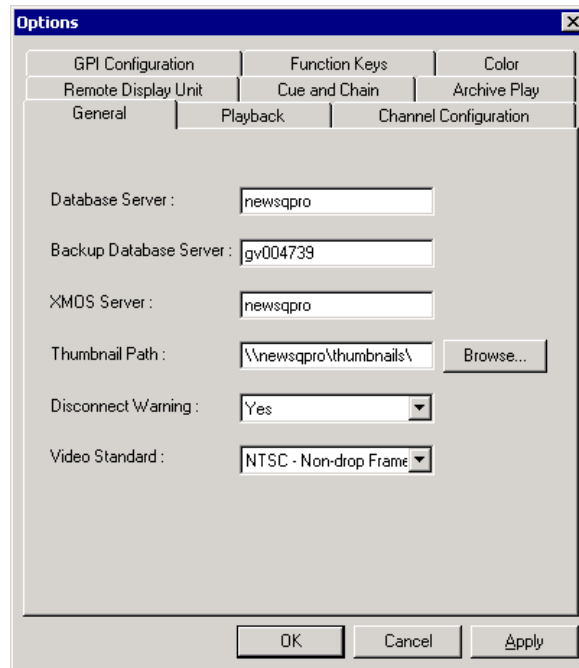 Options
GPI Configuration Function Keys Color
Remote Display Unit Cue and Chain Archive Play
General Playback Channel Configuration
Database Server : newsqpro
Backup Database Server : gv004739
XMOS Server : newsqpro
Thumbnail Path : \\newsqpro\thumbnails\ Browse...
Disconnect Warning : Yes
Video Standard : NTSC - Non-drop Frame
OK Cancel Apply